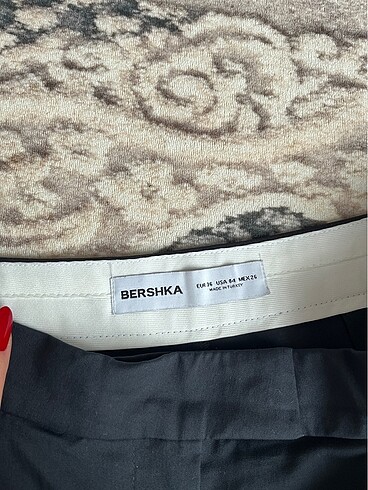 BERSHKA
EUR 36 USA 04 MEX 26
MADE IN TURKEY